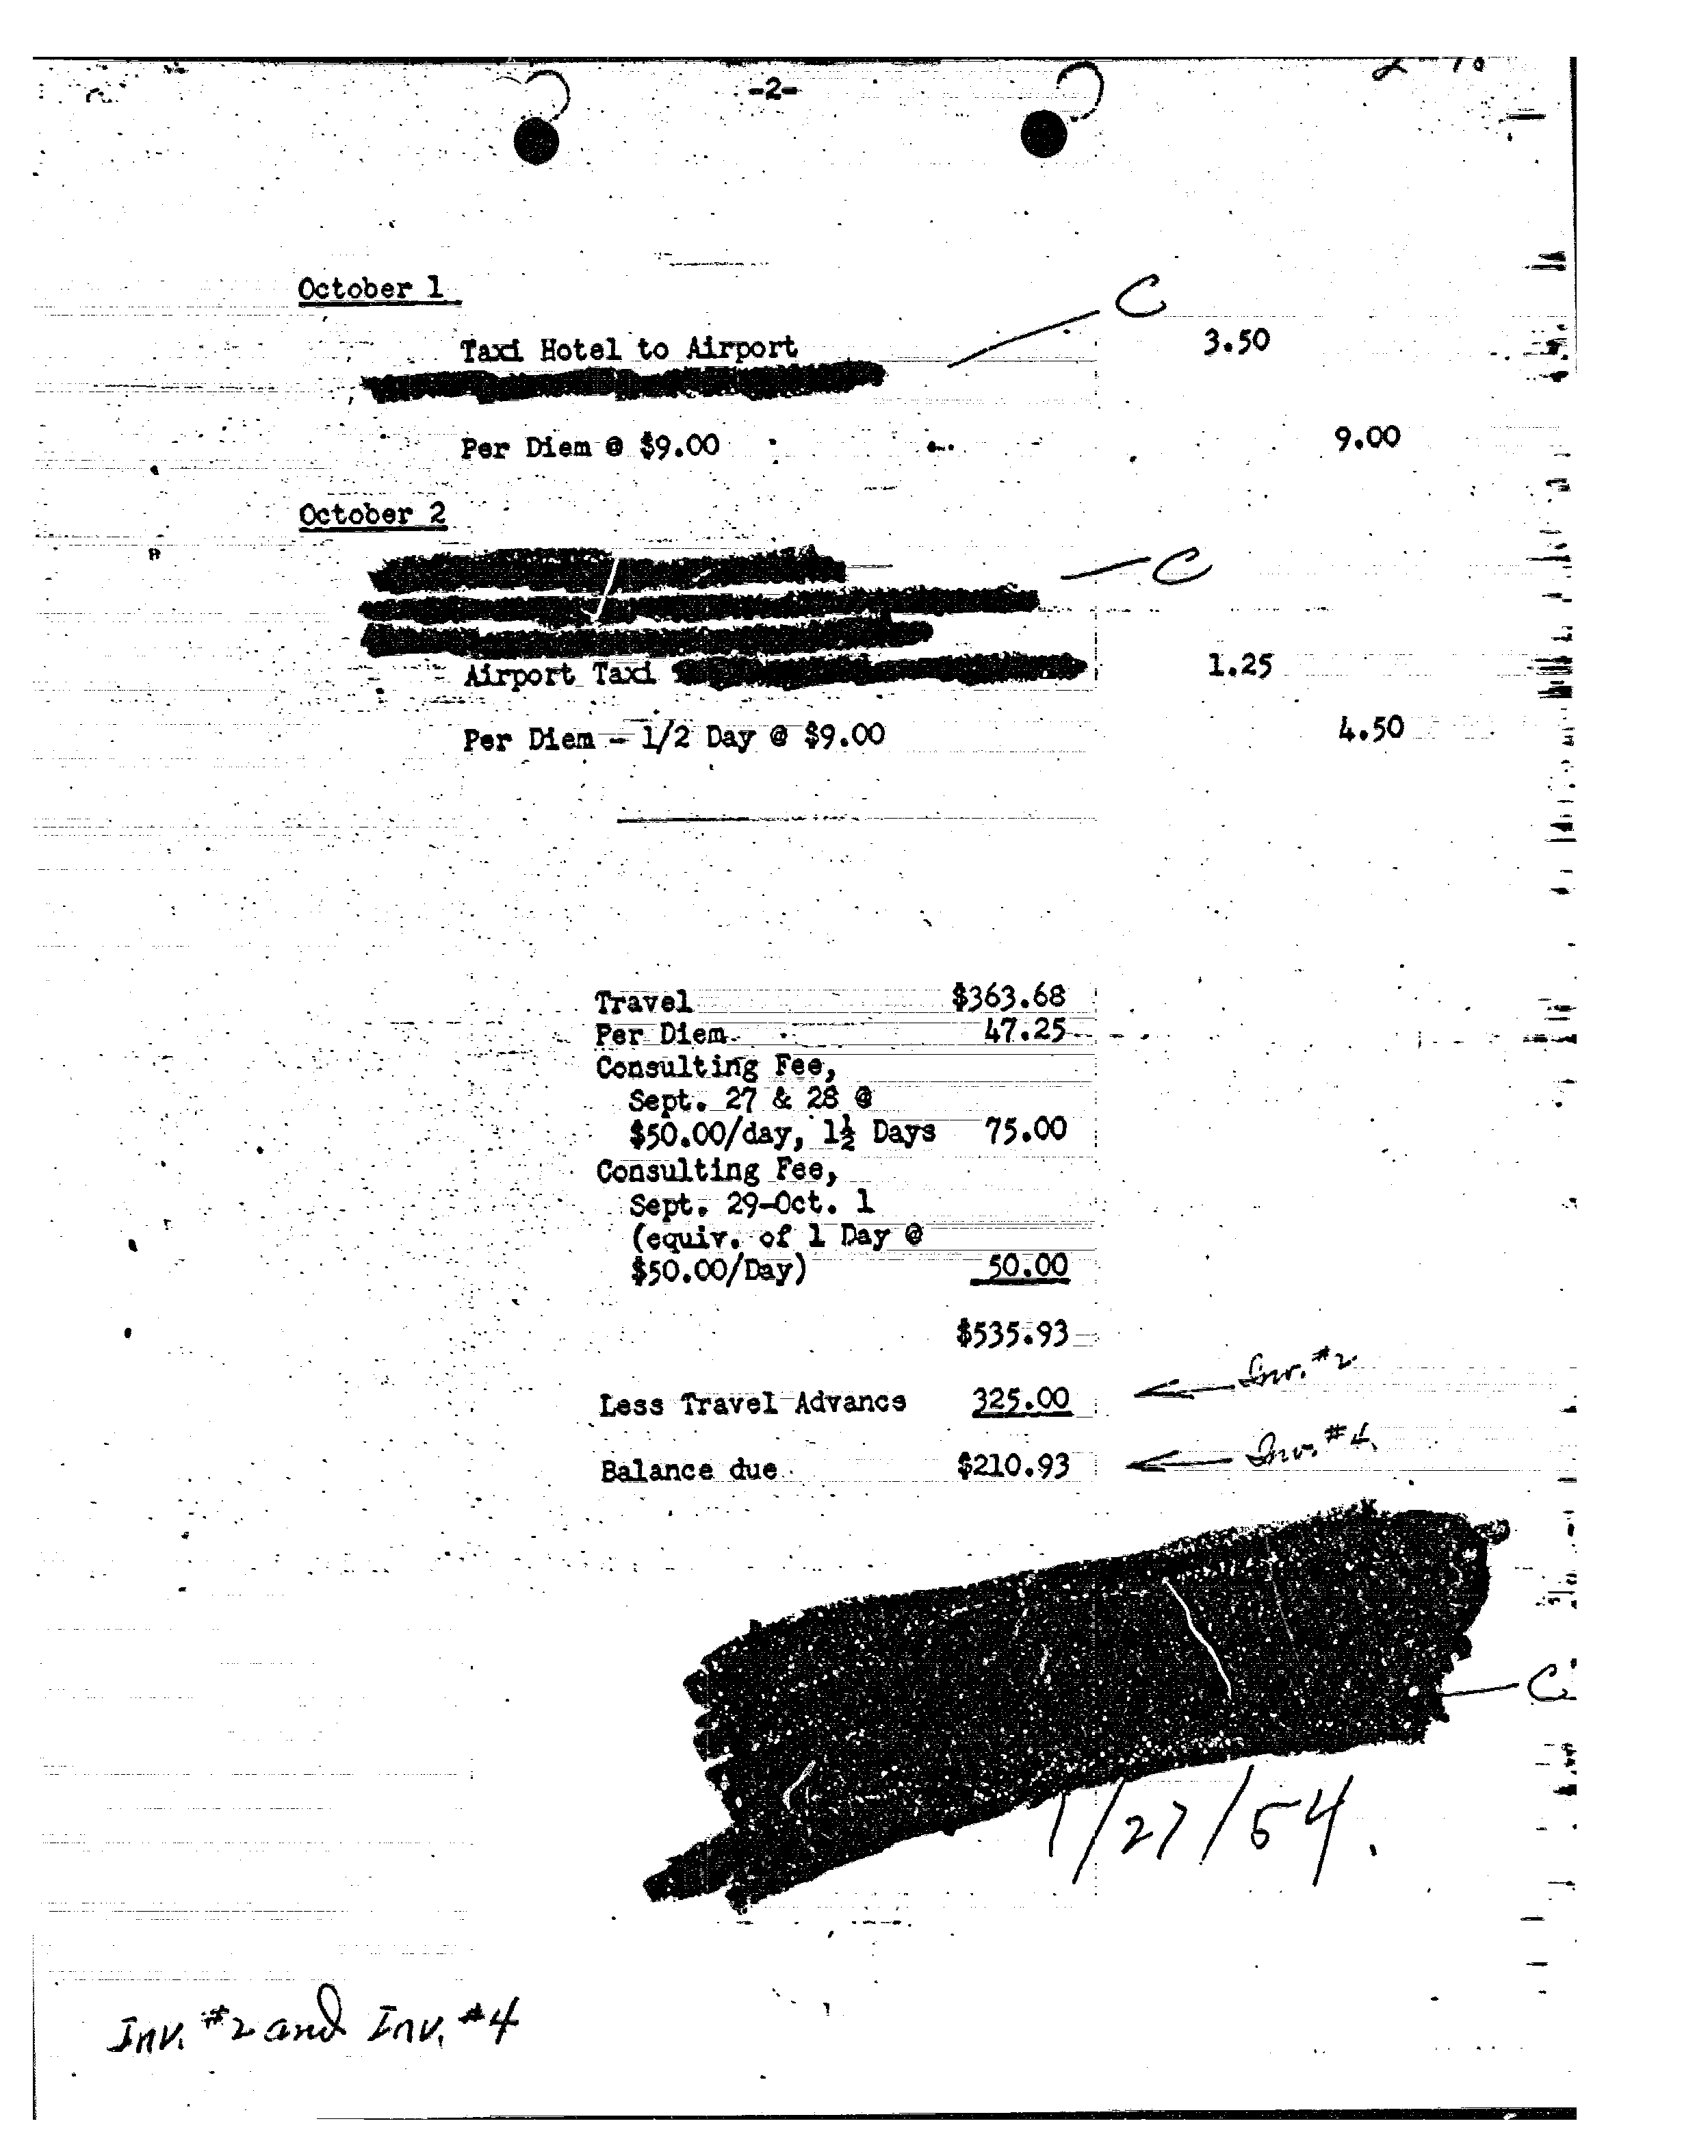 -2-
October 1
C
Taxi Hotel to Airport 3.50
Per Diem @ $9.00 9.00
October 2
C
Airport Taxi 1.25
Per Diem - 1/2 Day @ $9.00 4.50
Travel $363.68
Per Diem 47.25
Consulting Fee,
Sept. 27 & 28 @
$50.00/day, 1½ Days 75.00
Consulting Fee,
Sept. 29-Oct. 1
(equiv. of 1 Day @
$50.00/Day) 50.00
$535.93
Less Travel Advance 325.00 Inv. #2
Balance due $210.93 Inv. #4
C
1/27/54.
Inv. #2 and Inv. #4